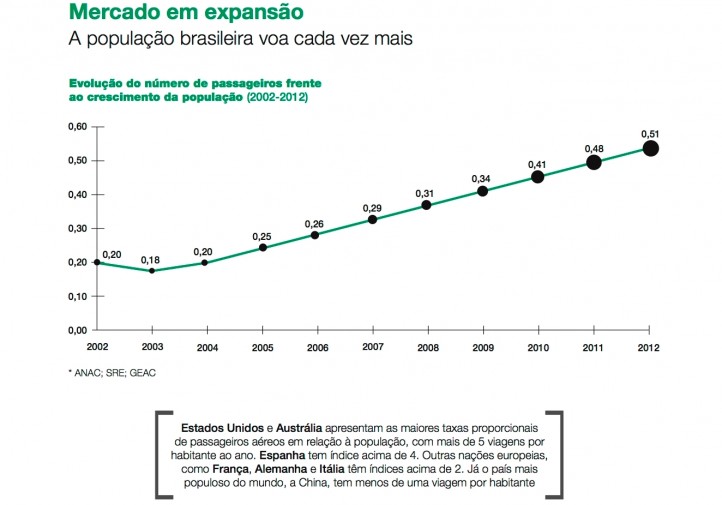 Mercado em expansão
A população brasileira voa cada vez mais
Evolução do número de passageiros frente
ao crescimento da população (2002-2012)
0,60
0,50
0,40
0,30
0,20
0,10
0,00
0,20
0,18
0,20
0,25
0,26
0,29
0,31
0,34
0,41
0,48
0,51
2002 2003 2004 2005 2006 2007 2008 2009 2010 2011 2012
* ANAC; SRE; GEAC
Estados Unidos e Austrália apresentam as maiores taxas proporcionais
de passageiros aéreos em relação à população, com mais de 5 viagens por
habitante ao ano. Espanha tem índice acima de 4. Outras nações europeias,
como França, Alemanha e Itália têm índices acima de 2. Já o país mais
populoso do mundo, a China, tem menos de uma viagem por habitante